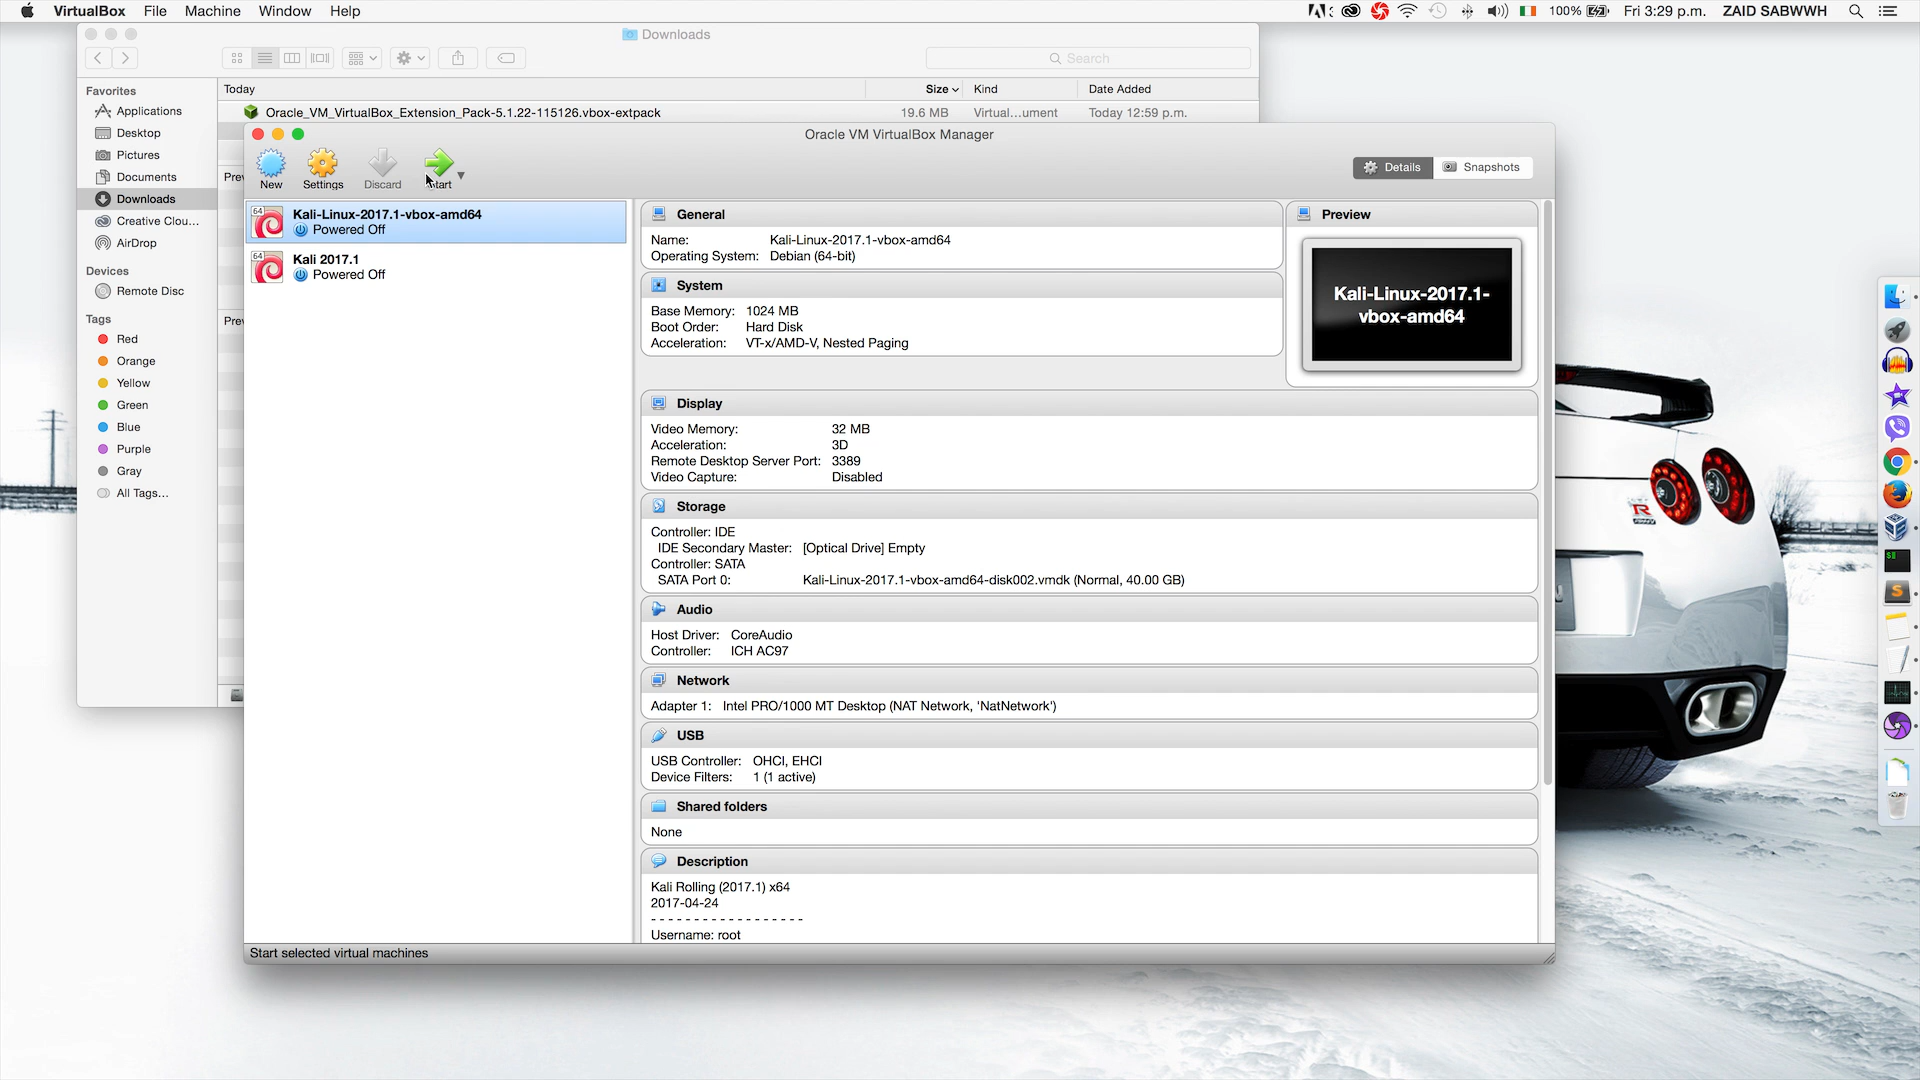 VirtualBox File Machine Window Help 100% Fri 3:29 p.m. ZAID SABWWH
Downloads
Search
Favorites
Applications
Desktop
Pictures
Documents
Downloads
Creative Clou...
AirDrop
Devices
Remote Disc
Tags
Red
Orange
Yellow
Green
Blue
Purple
Gray
All Tags...
Today Size Kind Date Added
Oracle_VM_VirtualBox_Extension_Pack-5.1.22-115126.vbox-extpack 19.6 MB Virtual...ument Today 12:59 p.m.
Prev
Prev
Oracle VM VirtualBox Manager
New Settings Discard Start
Details Snapshots
64
Kali-Linux-2017.1-vbox-amd64
Powered Off
64
Kali 2017.1
Powered Off
General
Name: Kali-Linux-2017.1-vbox-amd64
Operating System: Debian (64-bit)
Preview
Kali-Linux-2017.1-
vbox-amd64
System
Base Memory: 1024 MB
Boot Order: Hard Disk
Acceleration: VT-x/AMD-V, Nested Paging
Display
Video Memory: 32 MB
Acceleration: 3D
Remote Desktop Server Port: 3389
Video Capture: Disabled
Storage
Controller: IDE
IDE Secondary Master: [Optical Drive] Empty
Controller: SATA
SATA Port 0: Kali-Linux-2017.1-vbox-amd64-disk002.vmdk (Normal, 40.00 GB)
Audio
Host Driver: CoreAudio
Controller: ICH AC97
Network
Adapter 1: Intel PRO/1000 MT Desktop (NAT Network, 'NatNetwork')
USB
USB Controller: OHCI, EHCI
Device Filters: 1 (1 active)
Shared folders
None
Description
Kali Rolling (2017.1) x64
2017-04-24
- - - - - - - - - - - - - - - - - -
Username: root
Start selected virtual machines